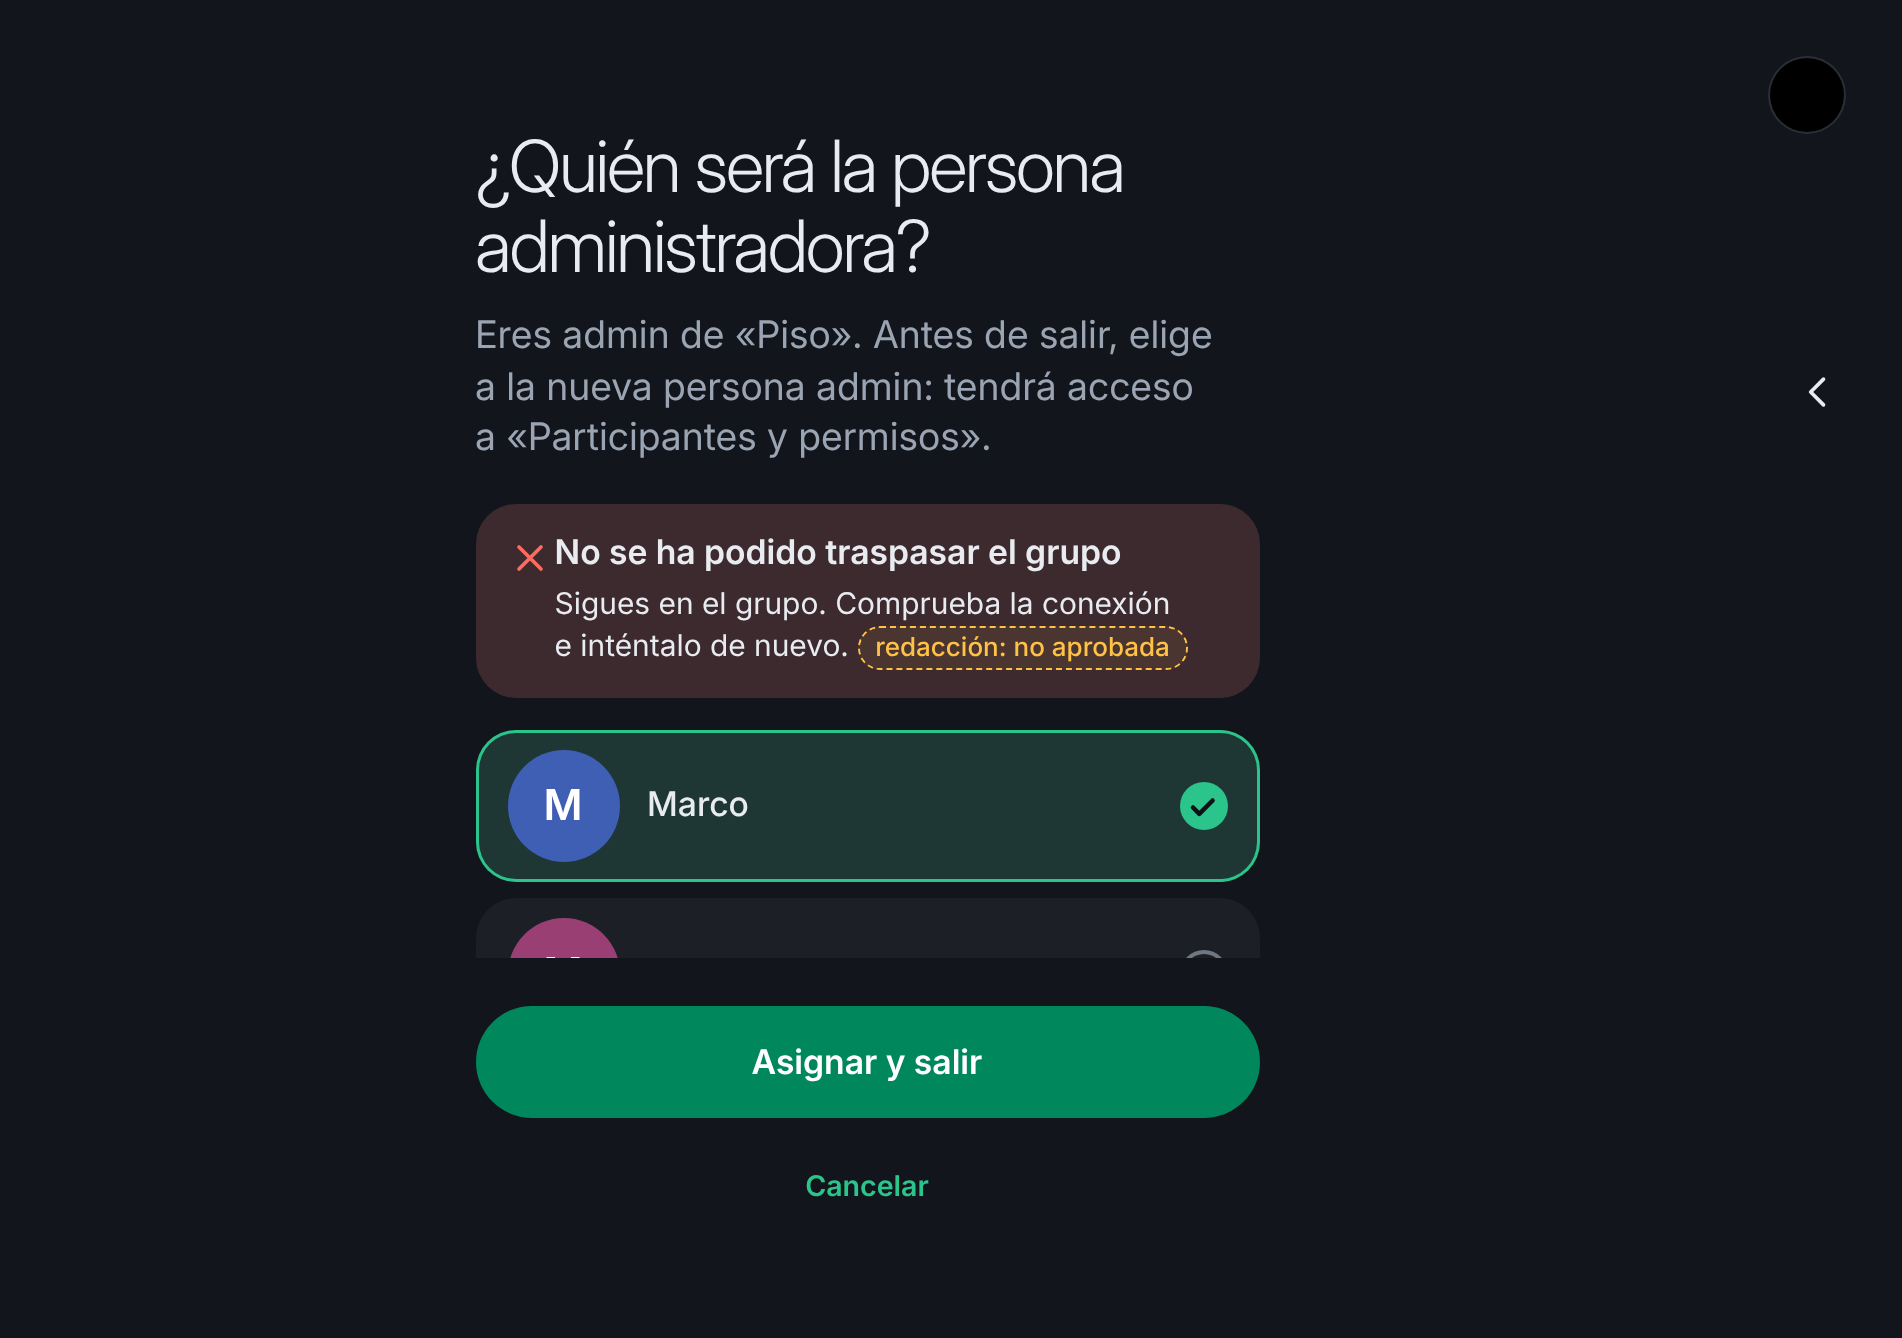 ¿Quién será la persona
administradora?
Eres admin de «Piso». Antes de salir, elige
a la nueva persona admin: tendrá acceso
a «Participantes y permisos».
No se ha podido traspasar el grupo
Sigues en el grupo. Comprueba la conexión
e inténtalo de nuevo. redacción: no aprobada
M Marco
Asignar y salir
Cancelar